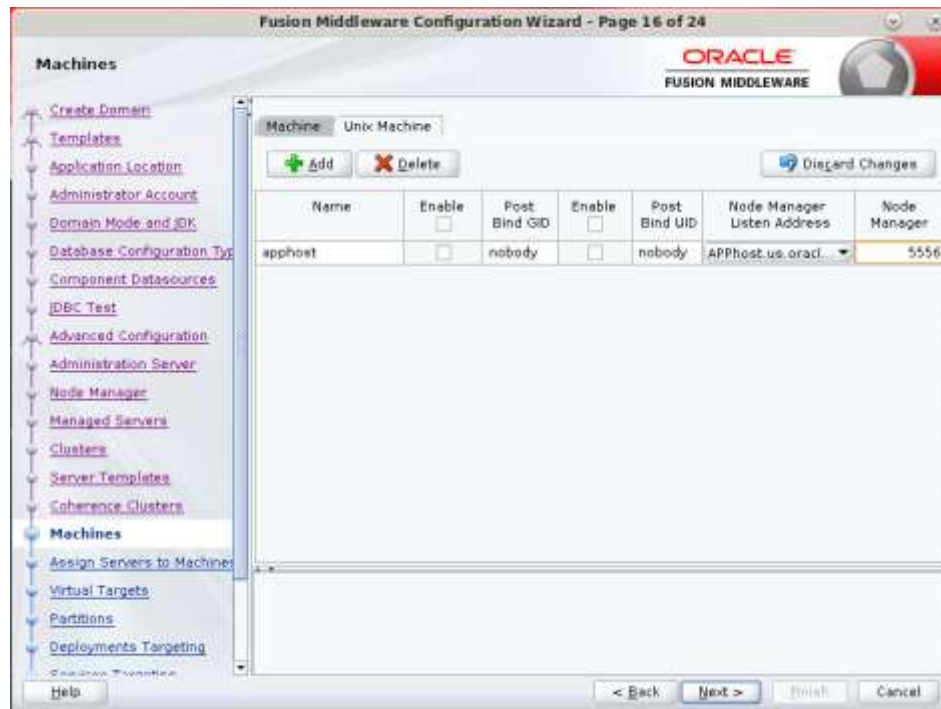 Fusion Middleware Configuration Wizard - Page 16 of 24
Machines
ORACLE
FUSION MIDDLEWARE
Create Domain
Templates
Application Location
Administrator Account
Domain Mode and JDK
Database Configuration Typ
Component Datasources
JDBC Test
Advanced Configuration
Administration Server
Node Manager
Managed Servers
Clusters
Server Templates
Coherence Clusters
Machines
Assign Servers to Machines
Virtual Targets
Partitions
Deployments Targeting
Services Targeting
Machine Unix Machine
Add Delete Discard Changes
Name Enable Post Bind GID Enable Post Bind UID Node Manager Listen Address Node Manager
apphost nobody nobody APPhost.us.oracl... 5556
Help < Back Next > Finish Cancel